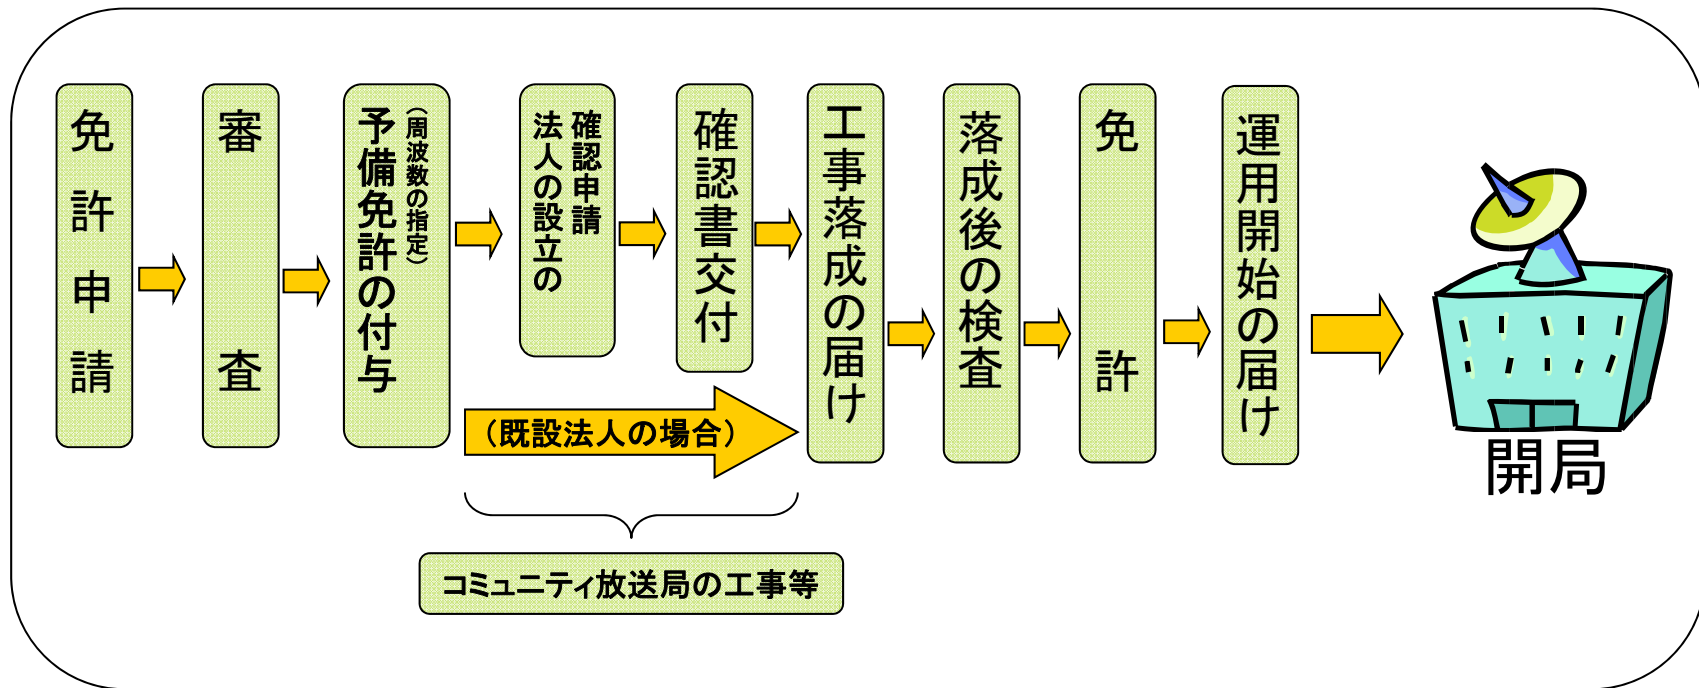 免許申請
審査
予備免許の付与
（周波数の指定）
法人の設立の
確認申請
確認書交付
工事落成の届け
落成後の検査
免許
運用開始の届け
開局
（既設法人の場合）
コミュニティ放送局の工事等